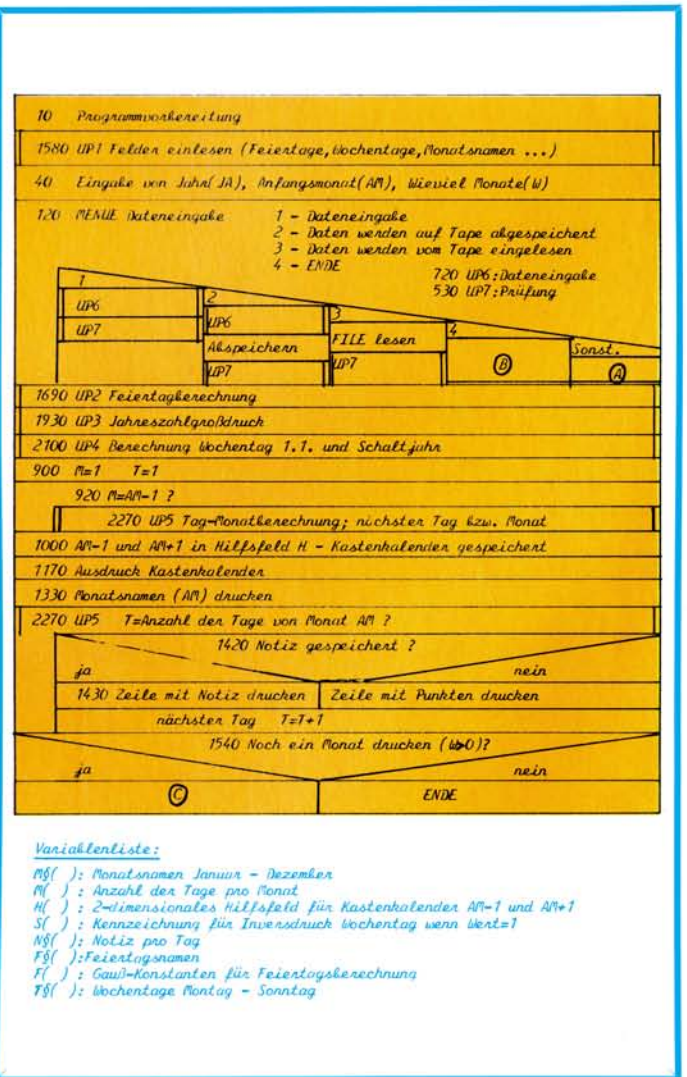 10 Programmvorbereitung
1580 UP1 Felder einlesen (Feiertage,Wochentage,Monatsnamen ...)
40 Eingabe von Jahr(JA), Anfangsmonat(AM), Wieviel Monate(W)
120 MENUE Dateneingabe 1 - Dateneingabe
2 - Daten werden auf Tape abgespeichert
3 - Daten werden vom Tape eingelesen
4 - ENDE
720 UP6:Dateneingabe
530 UP7:Prüfung
1 2 3 4 Sonst.
UP6 UP6 FILE lesen B A
UP7 Abspeichern UP7
UP7
1690 UP2 Feiertagberechnung
1930 UP3 Jahreszahlgroßdruck
2100 UP4 Berechnung Wochentag 1.1. und Schaltjahr
900 M=1 T=1
920 M=AM-1 ?
2270 UP5 Tag-Monatberechnung; nächster Tag bzw. Monat
1000 AM-1 und AM+1 in Hilfsfeld H - Kastenkalender gespeichert
1170 Ausdruck Kastenkalender
1330 Monatsnamen (AM) drucken
2270 UP5 T=Anzahl der Tage von Monat AM ?
1420 Notiz gespeichert ?
ja nein
1430 Zeile mit Notiz drucken Zeile mit Punkten drucken
nächster Tag T=T+1
1540 Noch ein Monat drucken (W>0)?
ja nein
C ENDE
Variablenliste:
M§( ): Monatsnamen Januar - Dezember
M( ) : Anzahl der Tage pro Monat
H( ) : 2-dimensionales Hilfsfeld für Kastenkalender AM-1 und AM+1
S( ) : Kennzeichnung für Inversdruck Wochentag wenn Wert=1
N§( ): Notiz pro Tag
F§( ):Feiertagsnamen
F( ) : Gauß-Konstanten für Feiertagsberechnung
T§( ): Wochentage Montag - Sonntag